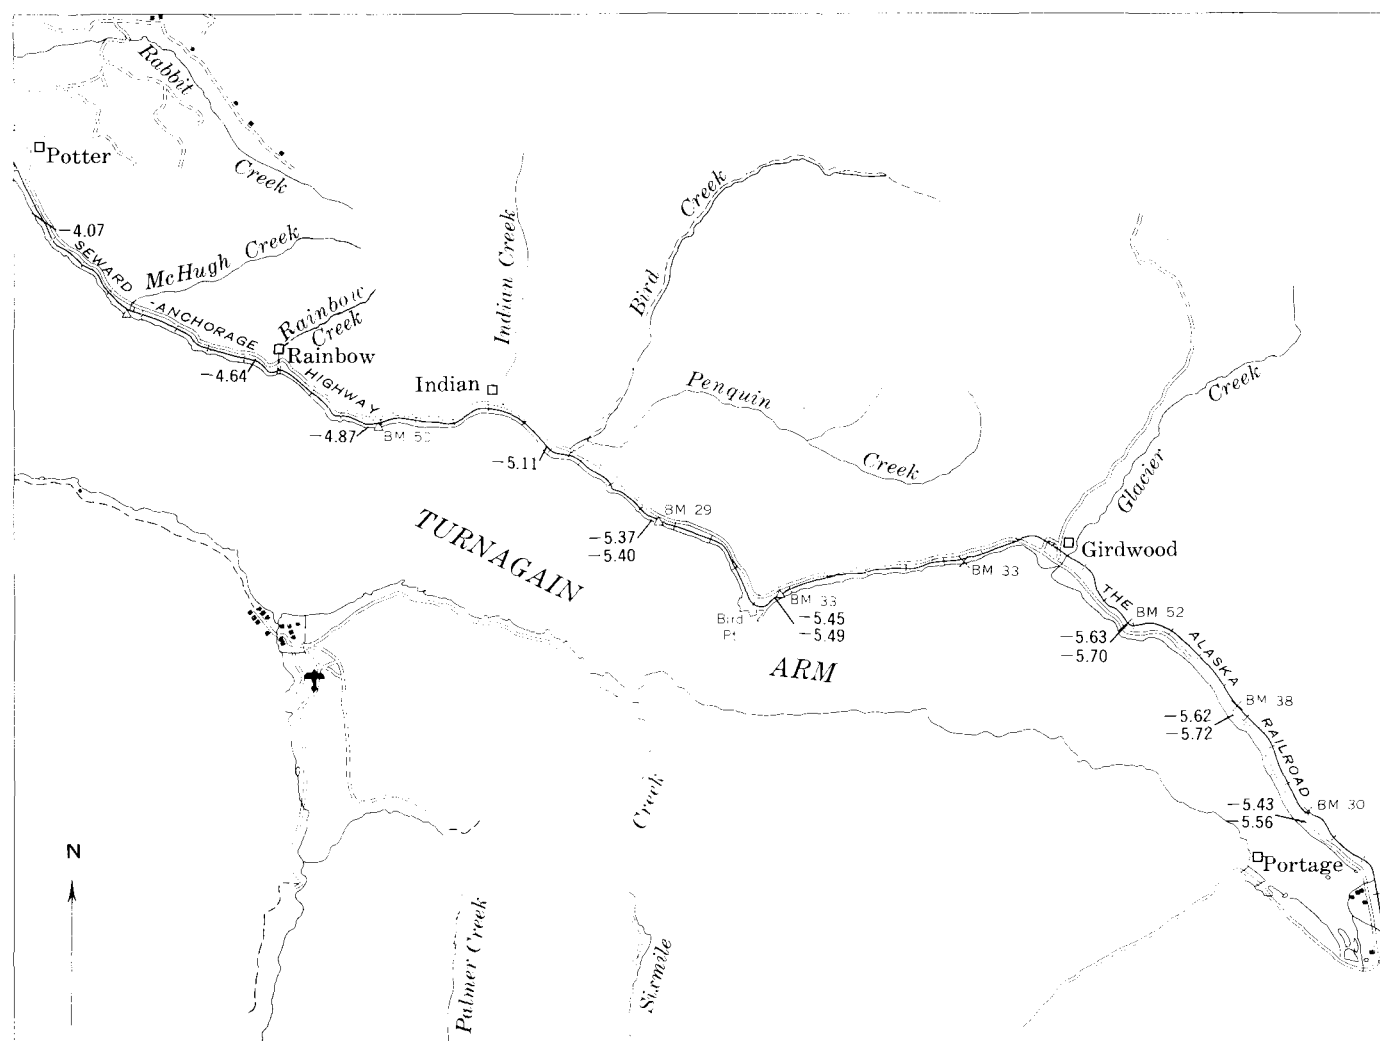 Rabbit
Creek
Potter
-4.07
SEWARD
-ANCHORAGE
HIGHWAY
McHugh Creek
Rainbow
Creek
Rainbow
-4.64
-4.87
BM 50
Indian
Indian Creek
Bird
Creek
-5.11
Penquin
Creek
Glacier
Creek
TURNAGAIN
ARM
BM 29
-5.37
-5.40
BM 33
Bird
Pt
-5.45
-5.49
BM 33
Girdwood
THE
ALASKA
RAILROAD
BM 52
-5.63
-5.70
BM 38
-5.62
-5.72
BM 30
-5.43
-5.56
Portage
N
Creek
Palmer Creek
Sixmile